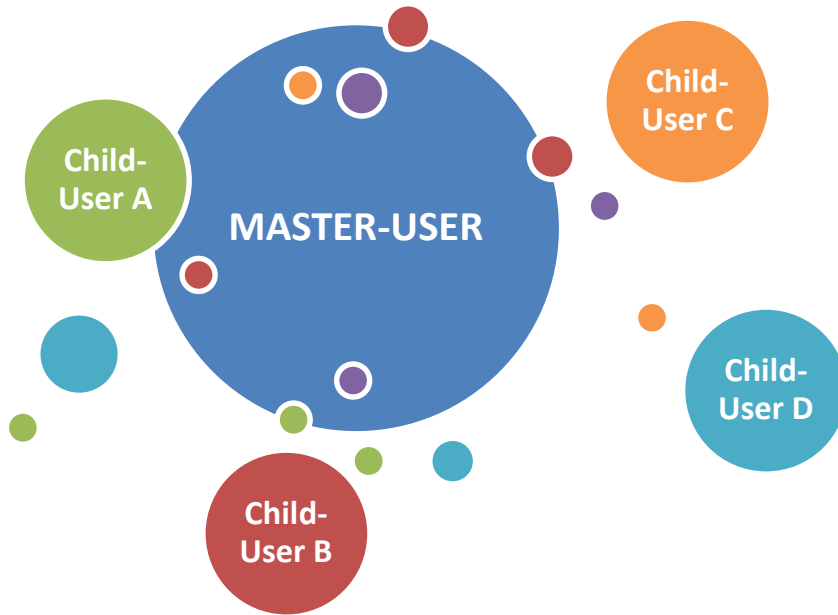 Child-
User C
Child-
User A
MASTER-USER
Child-
User D
Child-
User B